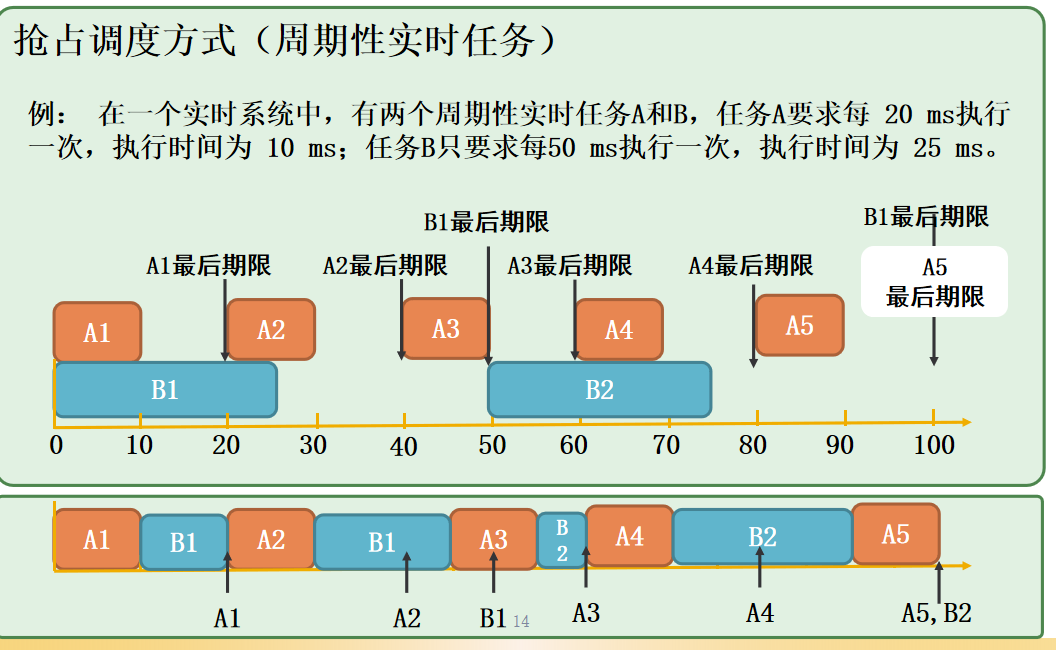 抢占调度方式（周期性实时任务）
例： 在一个实时系统中，有两个周期性实时任务A和B，任务A要求每 20 ms执行
一次，执行时间为 10 ms；任务B只要求每50 ms执行一次，执行时间为 25 ms。
B1最后期限
B1最后期限
A1最后期限
A2最后期限
A3最后期限
A4最后期限
A5
最后期限
A1
A2
A3
A4
A5
B1
B2
0
10
20
30
40
50
60
70
80
90
100
A1
B1
A2
B1
A3
B
2
A4
B2
A5
A1
A2
B1
14
A3
A4
A5,B2